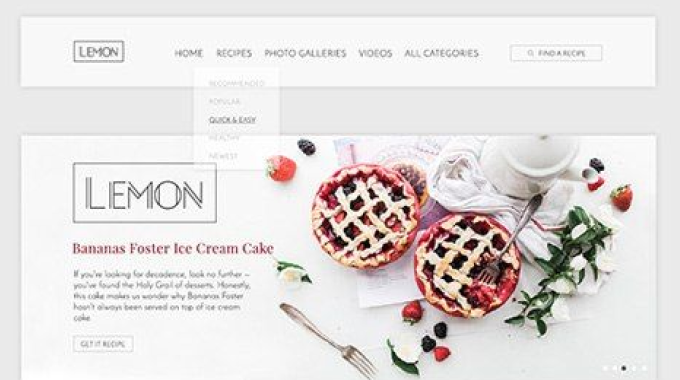 LEMON
HOME RECIPES PHOTO GALLERIES VIDEOS ALL CATEGORIES
FIND A RECIPE
RECOMMENDED
POPULAR
QUICK & EASY
HEALTHY
NEWEST
LEMON
Bananas Foster Ice Cream Cake
If you're looking for decadence, look no further –
you've found the Holy Grail of desserts. Honestly,
this cake makes us wonder why Bananas Foster
hasn't always been served on top of ice cream
cake.
GET IT RECIPE